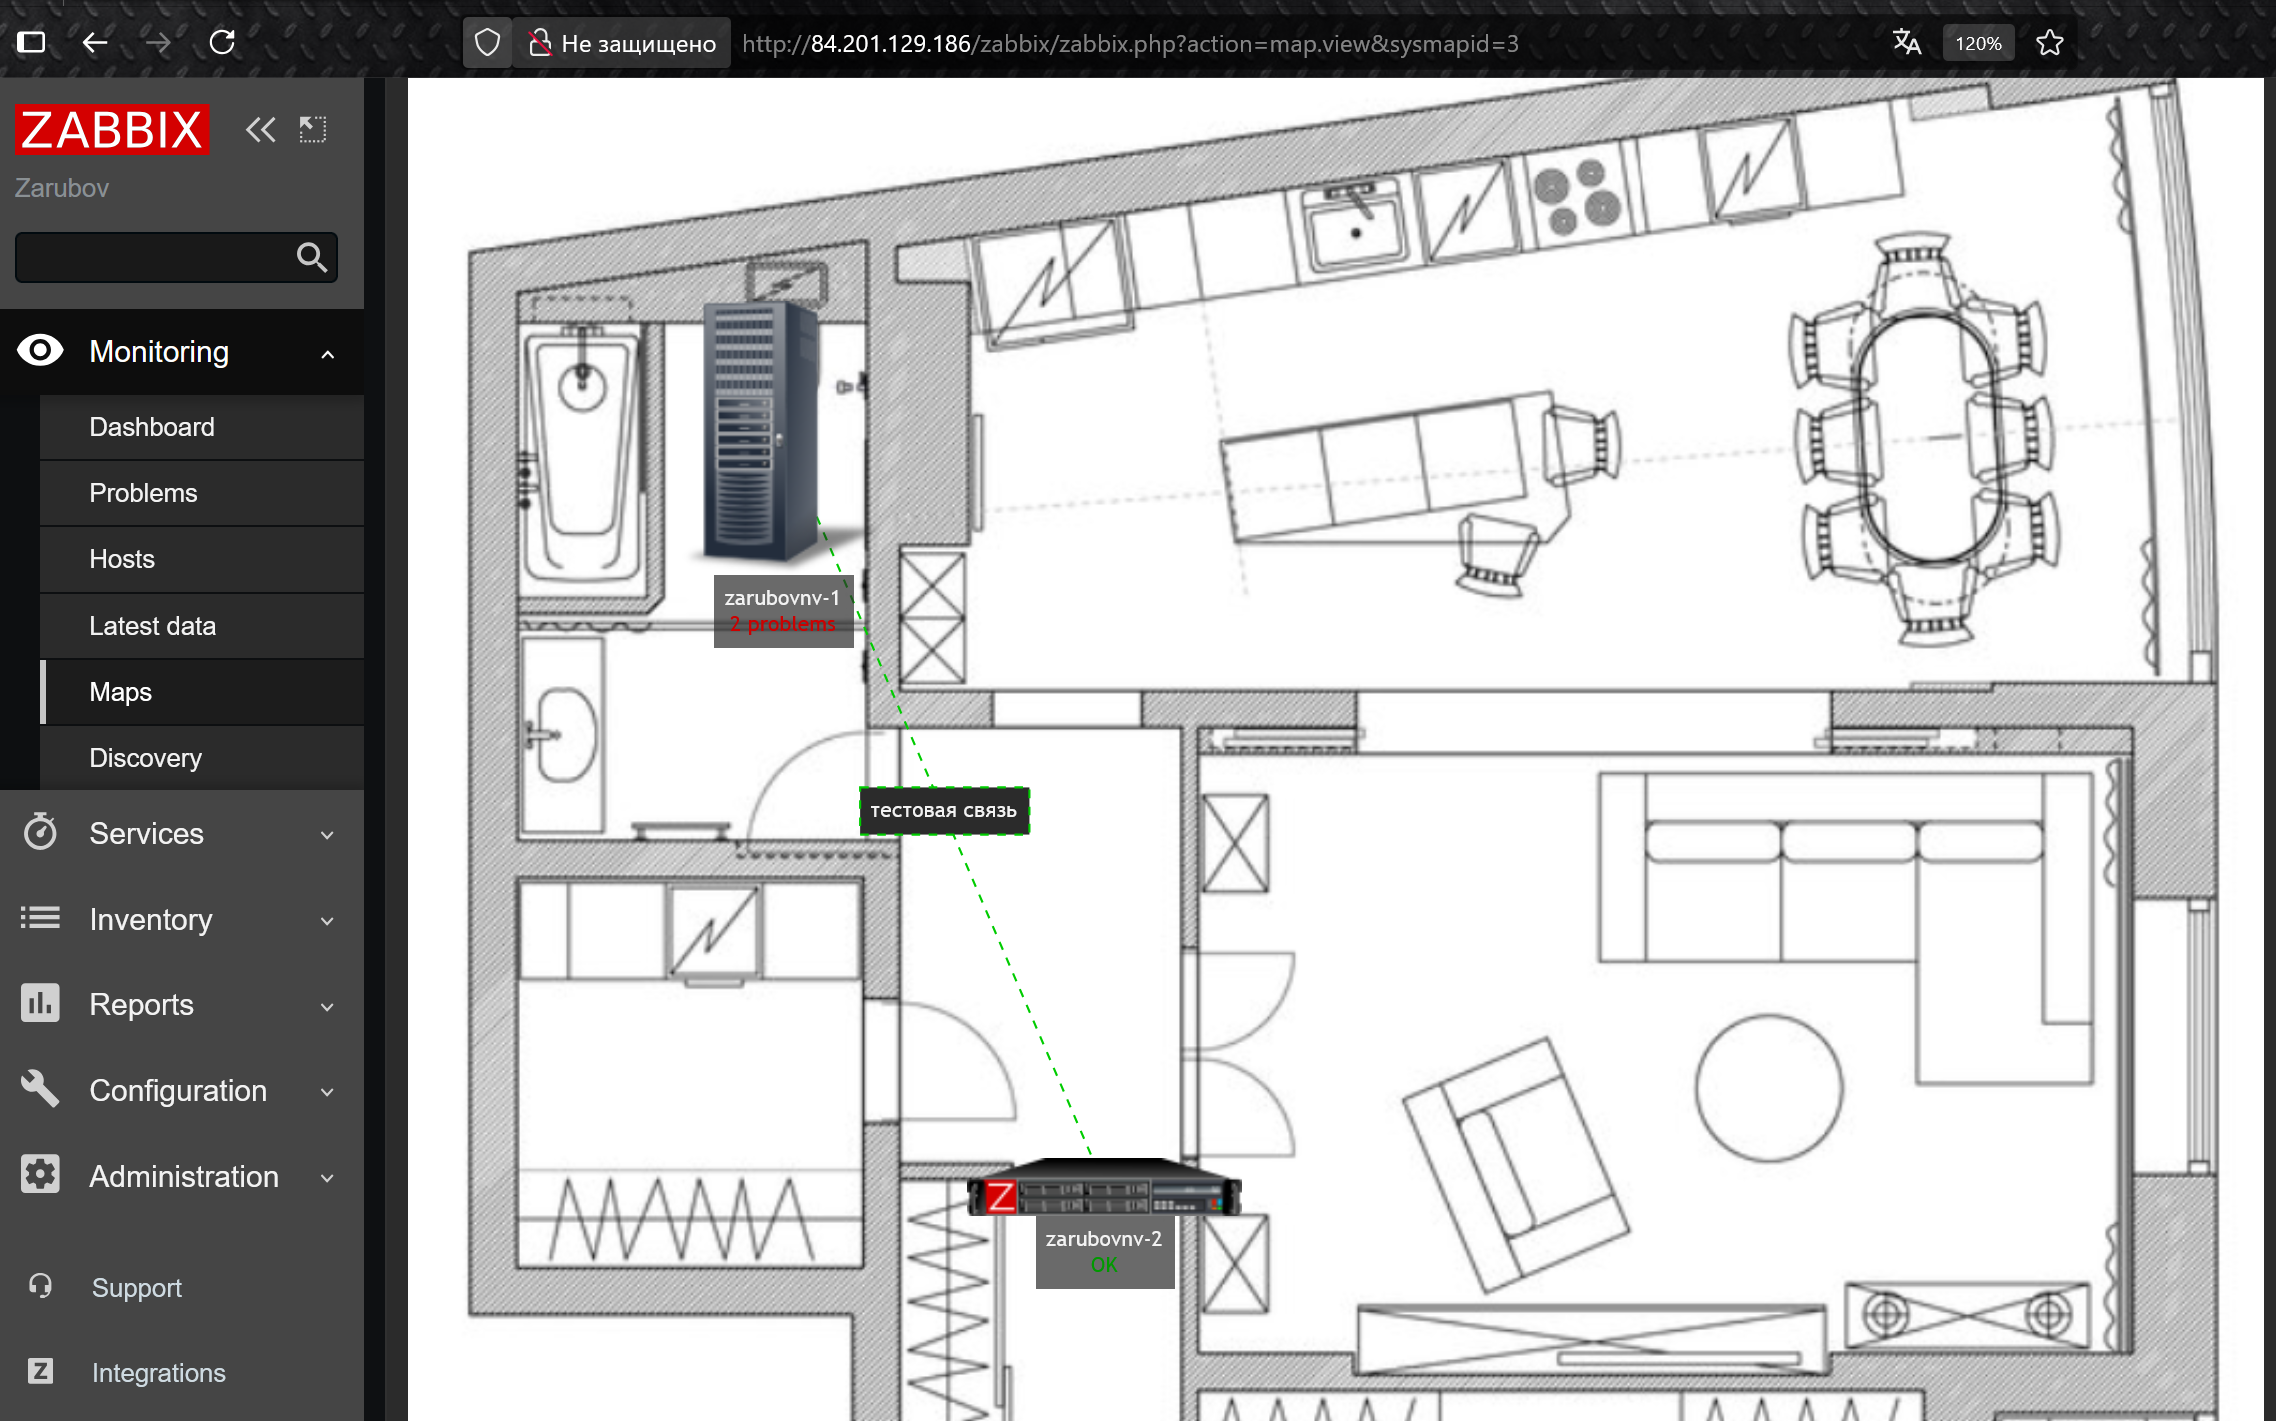 Не защищено
http://84.201.129.186/zabbix/zabbix.php?action=map.view&sysmapid=3
120%
ZABBIX
Zarubov
Monitoring
Dashboard
Problems
Hosts
Latest data
Maps
Discovery
Services
Inventory
Reports
Configuration
Administration
Support
Z Integrations
zarubovnv-1
2 problems
тестовая связь
Z
zarubovnv-2
OK